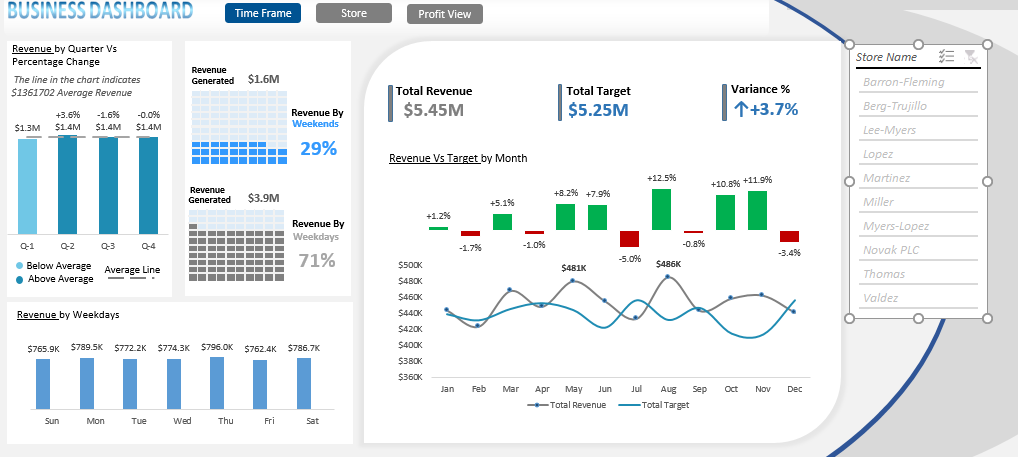 BUSINESS DASHBOARD
Time Frame
Store
Profit View
Revenue by Quarter Vs
Percentage Change
The line in the chart indicates
$1361702 Average Revenue
+3.6% -1.6% -0.0%
$1.3M $1.4M $1.4M $1.4M
Q-1 Q-2 Q-3 Q-4
Below Average
Above Average
Average Line
Revenue
Generated $1.6M
Revenue By
Weekends
29%
Revenue
Generated $3.9M
Revenue By
Weekdays
71%
Revenue by Weekdays
$765.9K $789.5K $772.2K $774.3K $796.0K $762.4K $786.7K
Sun Mon Tue Wed Thu Fri Sat
Total Revenue
$5.45M
Total Target
$5.25M
Variance %
↑+3.7%
Revenue Vs Target by Month
+1.2% -1.7% +5.1% -1.0% +8.2% +7.9% -5.0% +12.5% -0.8% +10.8% +11.9% -3.4%
$481K $486K
$500K
$480K
$460K
$440K
$420K
$400K
$380K
$360K
Jan Feb Mar Apr May Jun Jul Aug Sep Oct Nov Dec
Total Revenue Total Target
Store Name
Barron-Fleming
Berg-Trujillo
Lee-Myers
Lopez
Martinez
Miller
Myers-Lopez
Novak PLC
Thomas
Valdez